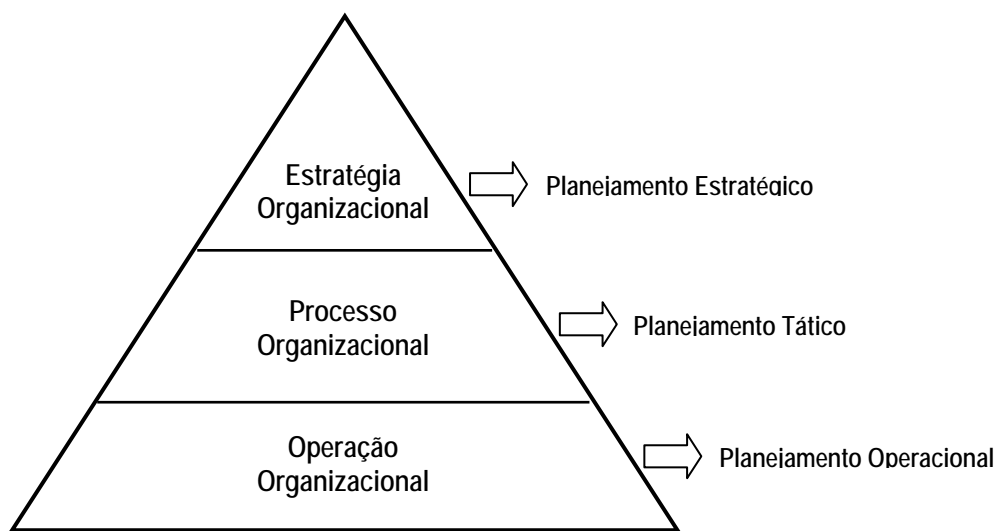 Estratégia
Organizacional
Planejamento Estratégico
Processo
Organizacional
Planejamento Tático
Operação
Organizacional
Planejamento Operacional